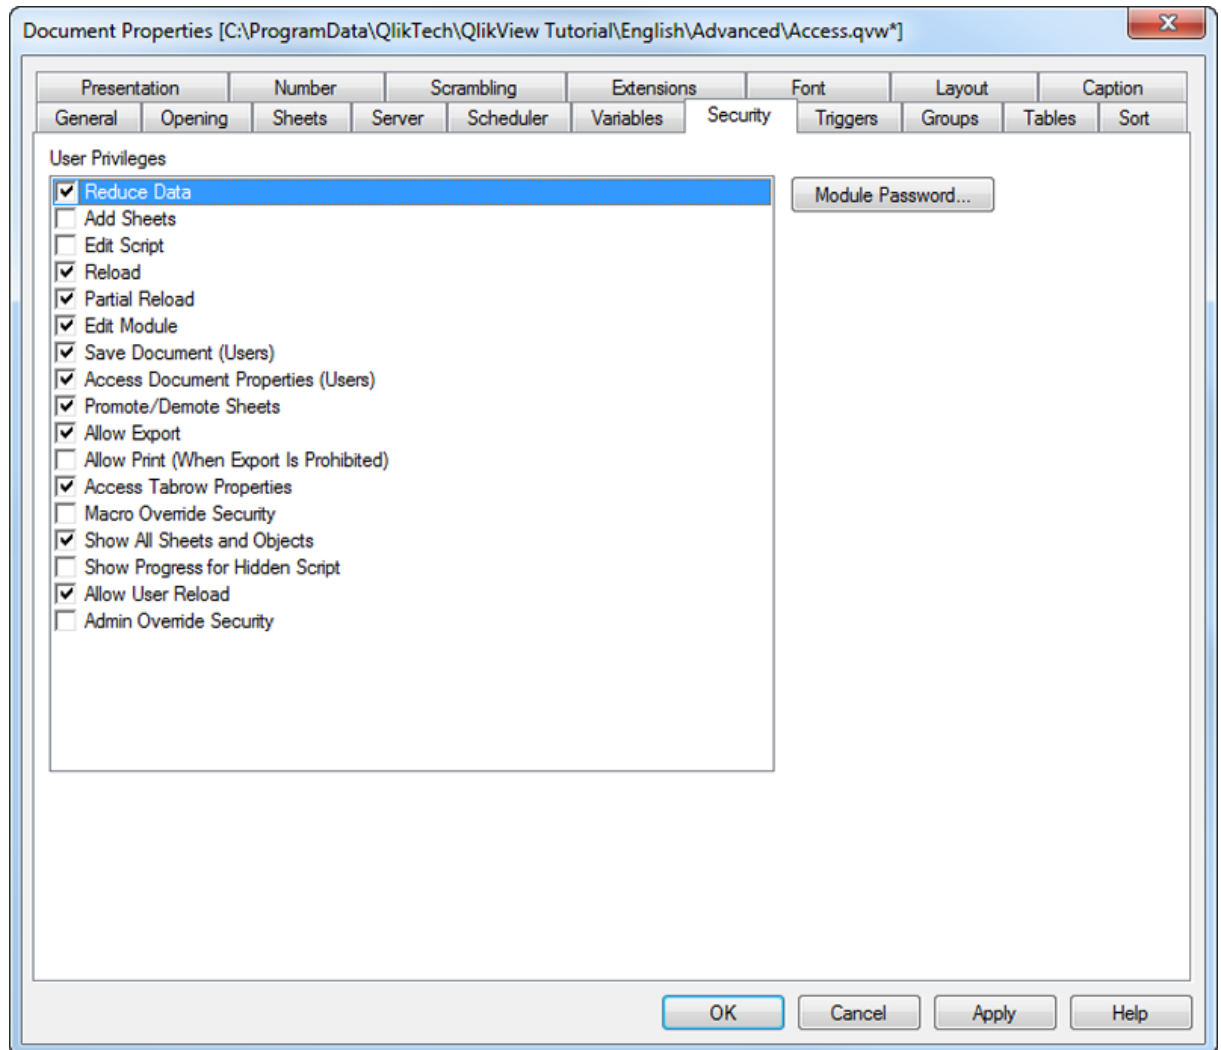 Document Properties [C:\ProgramData\QlikTech\QlikView Tutorial\English\Advanced\Access.qvw*]
Presentation Number Scrambling Extensions Font Layout Caption
General Opening Sheets Server Scheduler Variables Security Triggers Groups Tables Sort
User Privileges
Reduce Data
Module Password...
Add Sheets
Edit Script
Reload
Partial Reload
Edit Module
Save Document (Users)
Access Document Properties (Users)
Promote/Demote Sheets
Allow Export
Allow Print (When Export Is Prohibited)
Access Tabrow Properties
Macro Override Security
Show All Sheets and Objects
Show Progress for Hidden Script
Allow User Reload
Admin Override Security
OK Cancel Apply Help